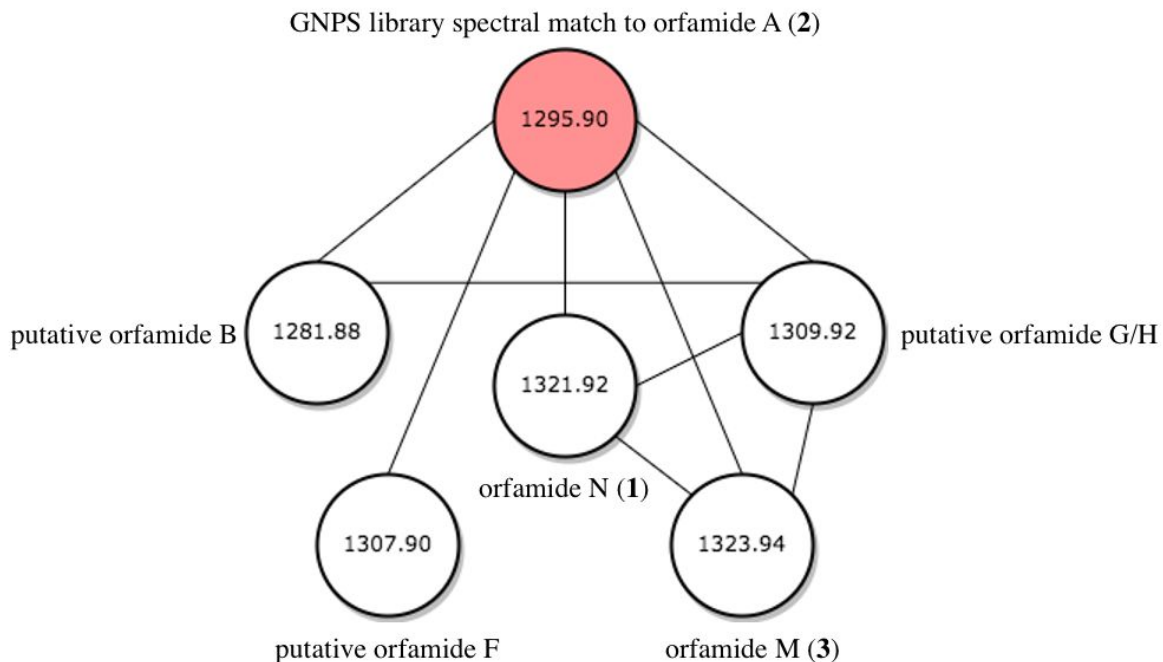 GNPS library spectral match to orfamide A (2)
1295.90
putative orfamide B
1281.88
1309.92
putative orfamide G/H
1321.92
orfamide N (1)
1307.90
1323.94
putative orfamide F
orfamide M (3)